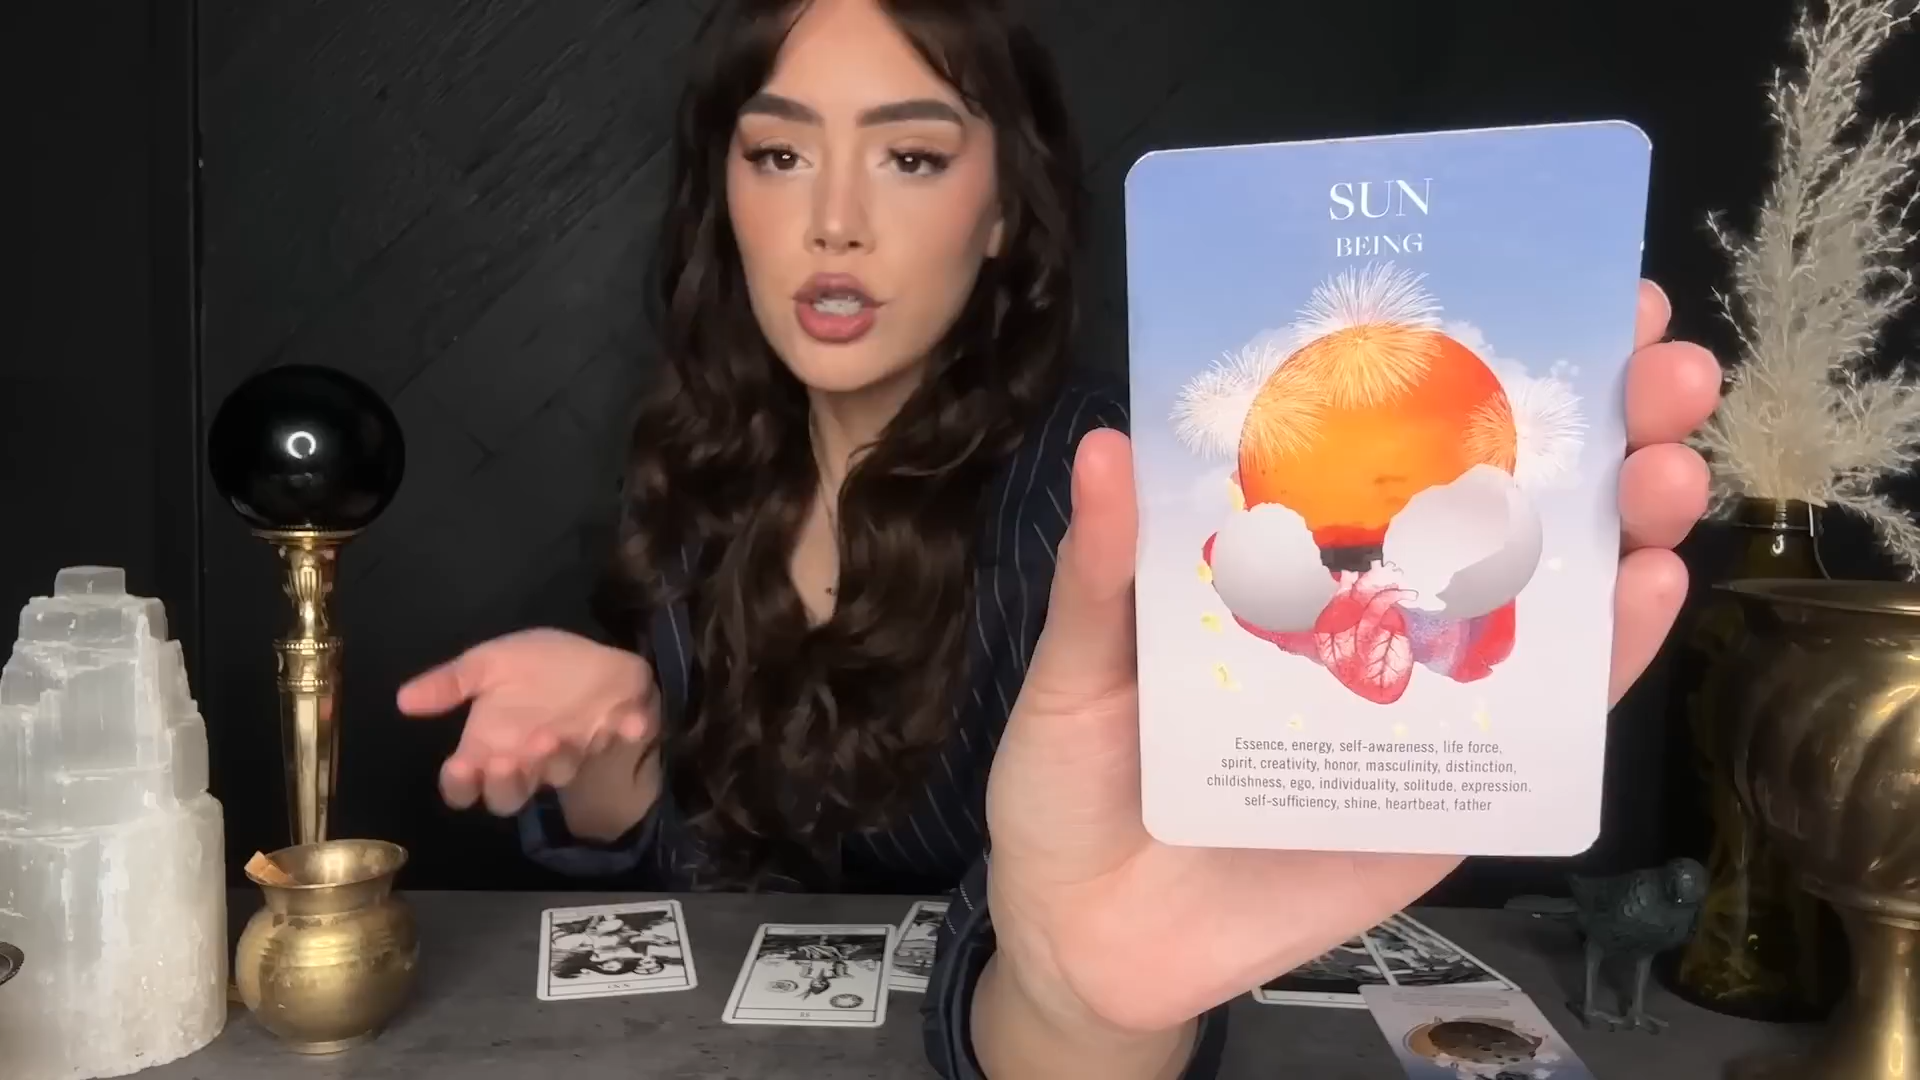 SUN
BEING
Essence, energy, self-awareness, life force,
spirit, creativity, honor, masculinity, distinction,
childishness, ego, individuality, solitude, expression,
self-sufficiency, shine, heartbeat, father